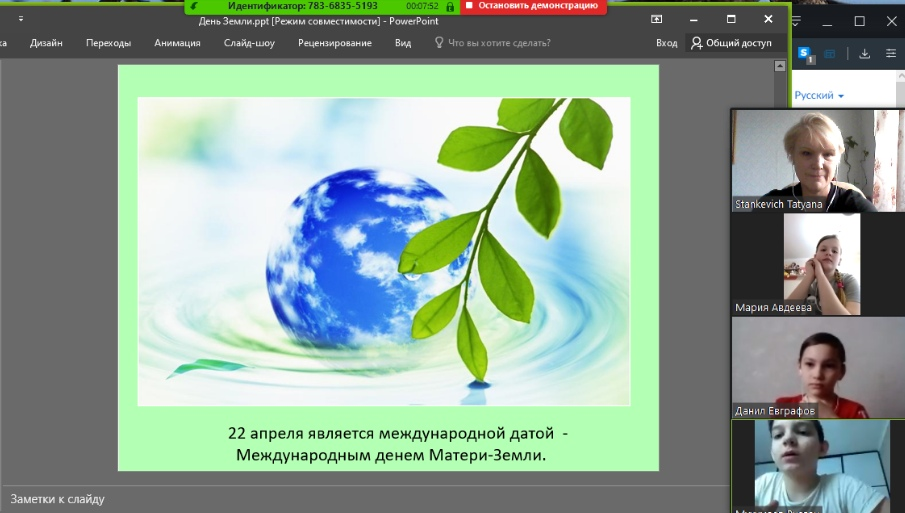 Идентификатор: 783-6835-5193
00:07:52
Остановить демонстрацию
День Земли.ppt [Режим совместимости] - PowerPoint
ка Дизайн Переходы Анимация Слайд-шоу Рецензирование Вид Что вы хотите сделать? Вход Общий доступ
1
Русский
Stankevich Tatyana
Мария Авдеева
Данил Евграфов
22 апреля является международной датой -
Международным денем Матери-Земли.
Заметки к слайду